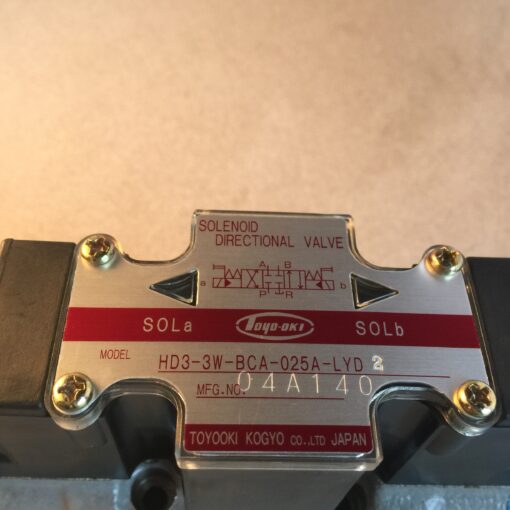 SOLENOID
DIRECTIONAL VALVE
A B
a b
P R
SOLa TOYO-OKI SOLb
MODEL HD3-3W-BCA-025A-LYD 2
MFG.NO. 04A140
TOYOOKI KOGYO CO.,LTD JAPAN